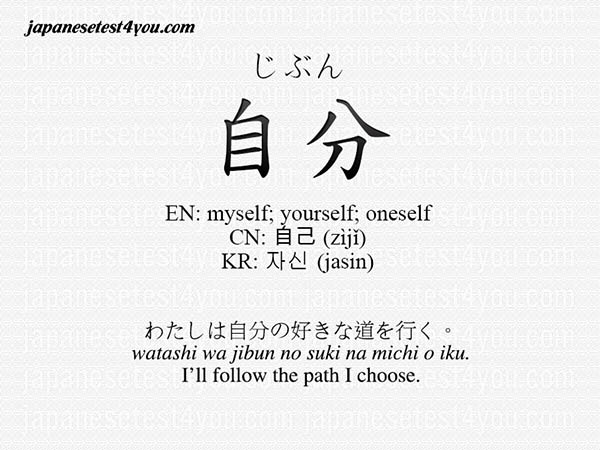 japanesetest4you.com
じぶん
自分
EN: myself; yourself; oneself
CN: 自己 (zìjǐ)
KR: 자신 (jasin)
わたしは自分の好きな道を行く。
watashi wa jibun no suki na michi o iku.
I'll follow the path I choose.